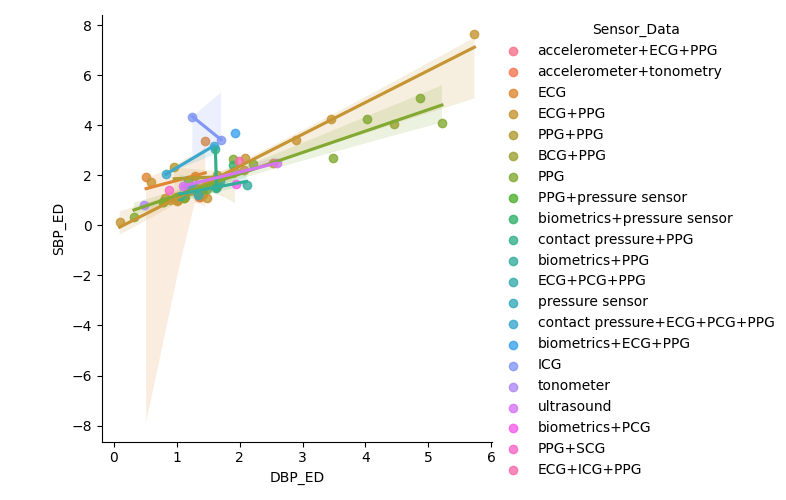 8
6
4
2
0
−2
−4
−6
−8
SBP_ED
0 1 2 3 4 5 6
DBP_ED
Sensor_Data
accelerometer+ECG+PPG
accelerometer+tonometry
ECG
ECG+PPG
PPG+PPG
BCG+PPG
PPG
PPG+pressure sensor
biometrics+pressure sensor
contact pressure+PPG
biometrics+PPG
ECG+PCG+PPG
pressure sensor
contact pressure+ECG+PCG+PPG
biometrics+ECG+PPG
ICG
tonometer
ultrasound
biometrics+PCG
PPG+SCG
ECG+ICG+PPG